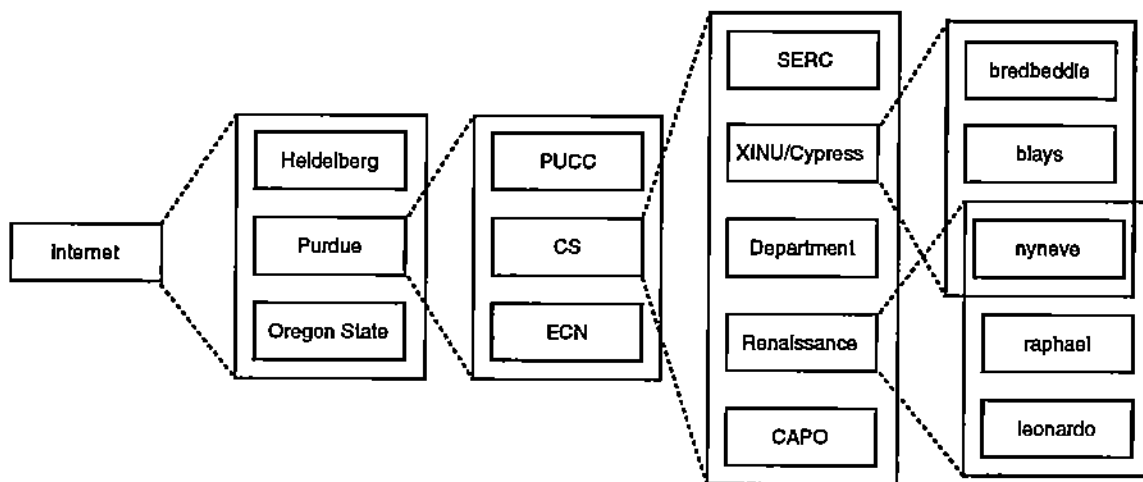 internet
Heidelberg
Purdue
Oregon State
PUCC
CS
ECN
SERC
XINU/Cypress
Department
Renaissance
CAPO
bredbeddle
blays
nyneve
raphael
leonardo